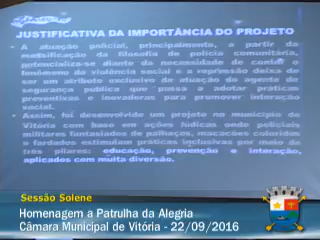 JUSTIFICATIVA DA IMPORTÂNCIA DO PROJETO
• A atuação policial, principalmente, a partir da
massificação da filosofia de polícia comunitária,
potencializa-se diante da necessidade de conter o
fenômeno da violência social e a repressão deixa de
ser um atributo exclusivo de atuação do agente de
segurança pública que passa a adotar práticas
preventivas e inovadoras para promover interação
social.
• Assim, foi desenvolvido um projeto no município de
Vitória com base em ações lúdicas onde policiais
militares fantasiados de palhaços, macacões coloridos
e fardados estimulam práticas inclusivas por meio de
três pilares: educação, prevenção e interação,
aplicados com muita diversão.
Sessão Solene
Homenagem a Patrulha da Alegria
Câmara Municipal de Vitória - 22/09/2016